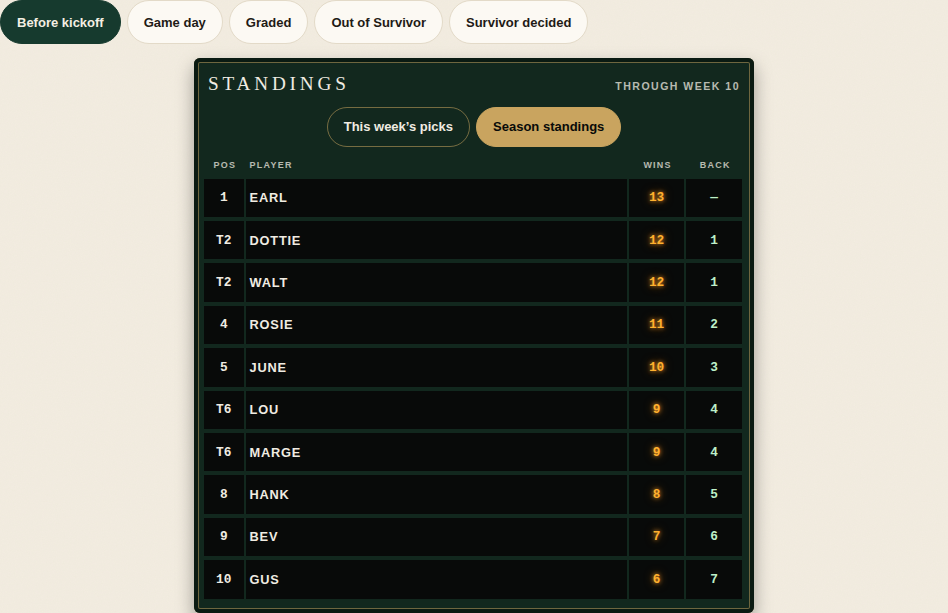 Before kickoff Game day Graded Out of Survivor Survivor decided
STANDINGS THROUGH WEEK 10
This week’s picks Season standings
POS PLAYER WINS BACK
1 EARL 13 —
T2 DOTTIE 12 1
T2 WALT 12 1
4 ROSIE 11 2
5 JUNE 10 3
T6 LOU 9 4
T6 MARGE 9 4
8 HANK 8 5
9 BEV 7 6
10 GUS 6 7